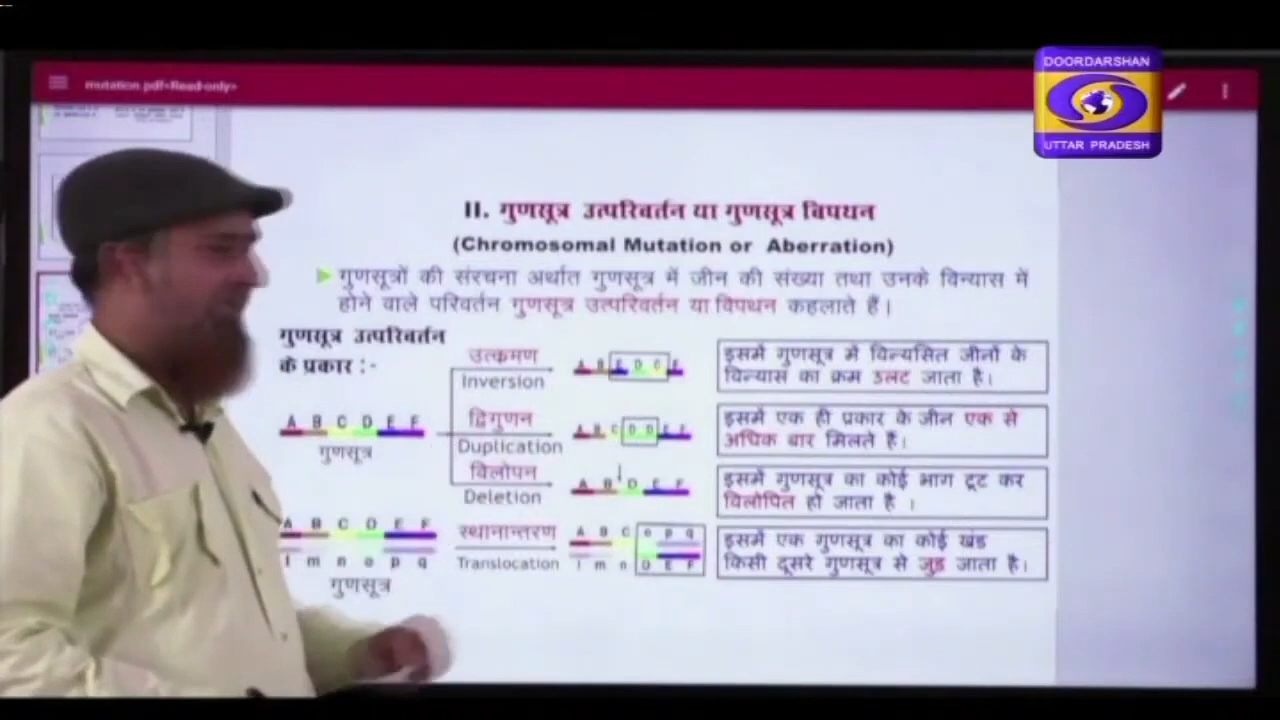 DOORDARSHAN
UTTAR PRADESH
mutation.pdf<Read-only>
II. गुणसूत्र उत्परिवर्तन या गुणसूत्र विपथन
(Chromosomal Mutation or Aberration)
गुणसूत्रों की संरचना अर्थात गुणसूत्र में जीन की संख्या तथा उनके विन्यास में
होने वाले परिवर्तन गुणसूत्र उत्परिवर्तन या विपथन कहलाते हैं।
गुणसूत्र उत्परिवर्तन
के प्रकार :-
A B C D E F
गुणसूत्र
उत्क्रमण
Inversion
A B E D C F
इसमें गुणसूत्र में विन्यसित जीनों के
विन्यास का क्रम उलट जाता है।
द्विगुणन
Duplication
A B C D D E F
इसमें एक ही प्रकार के जीन एक से
अधिक बार मिलते हैं।
विलोपन
Deletion
A B D E F
इसमें गुणसूत्र का कोई भाग टूट कर
विलोपित हो जाता है ।
A B C D E F
l m n o p q
गुणसूत्र
स्थानान्तरण
Translocation
A B C o p q
l m n D E F
इसमें एक गुणसूत्र का कोई खंड
किसी दूसरे गुणसूत्र से जुड जाता है।